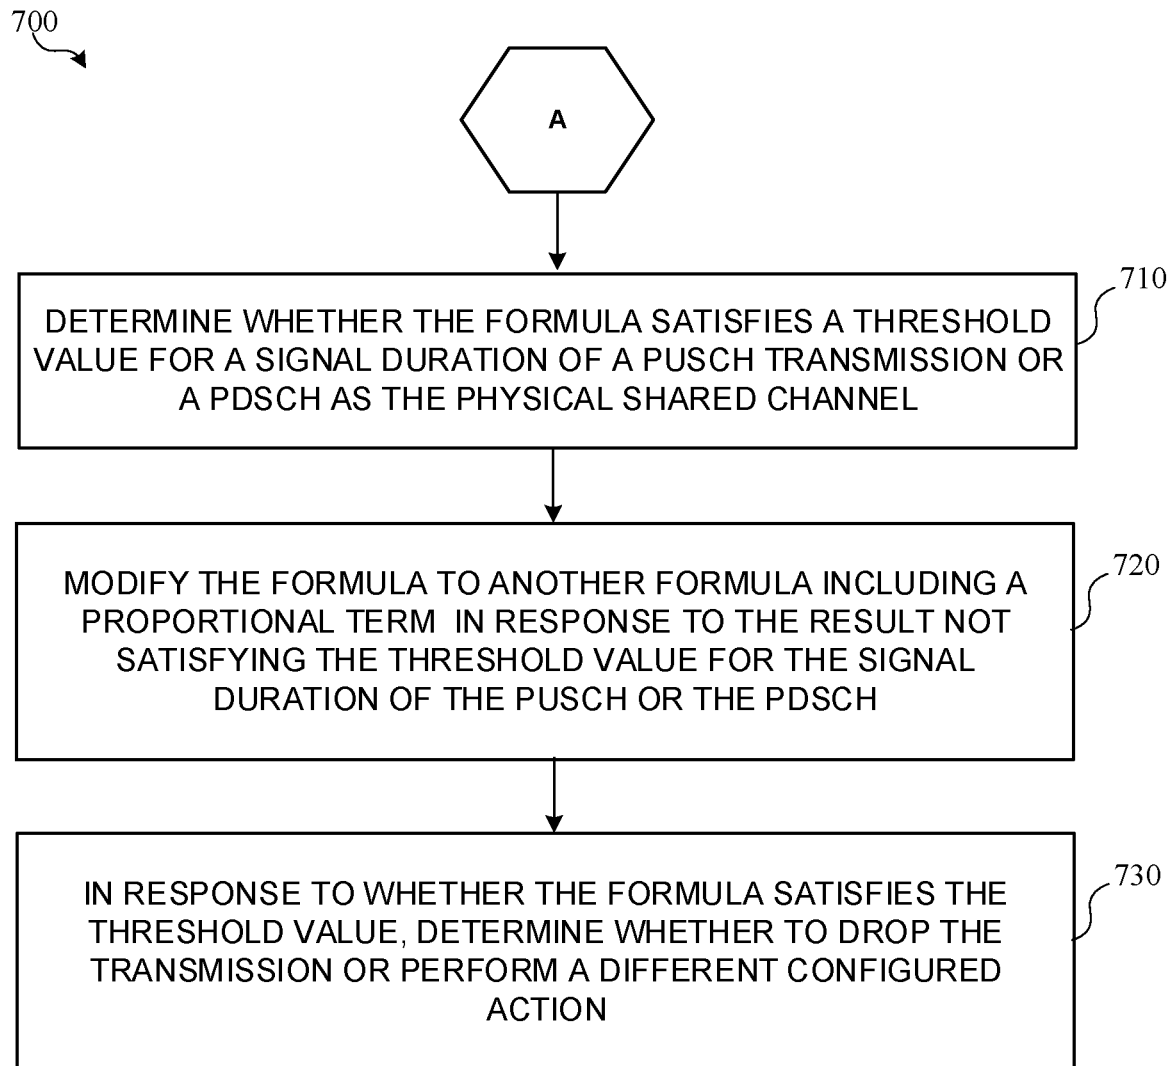 700
A
710
DETERMINE WHETHER THE FORMULA SATISFIES A THRESHOLD
VALUE FOR A SIGNAL DURATION OF A PUSCH TRANSMISSION OR
A PDSCH AS THE PHYSICAL SHARED CHANNEL
720
MODIFY THE FORMULA TO ANOTHER FORMULA INCLUDING A
PROPORTIONAL TERM IN RESPONSE TO THE RESULT NOT
SATISFYING THE THRESHOLD VALUE FOR THE SIGNAL
DURATION OF THE PUSCH OR THE PDSCH
730
IN RESPONSE TO WHETHER THE FORMULA SATISFIES THE
THRESHOLD VALUE, DETERMINE WHETHER TO DROP THE
TRANSMISSION OR PERFORM A DIFFERENT CONFIGURED
ACTION